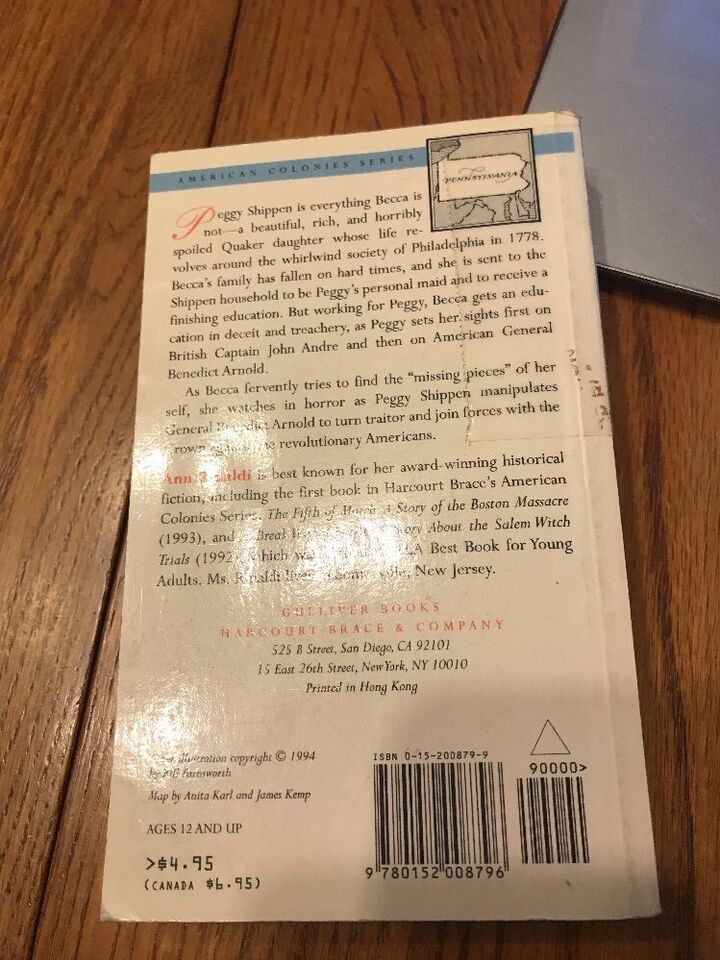 AMERICAN COLONIES SERIES
PENNSYLVANIA
Peggy Shippen is everything Becca is
not—a beautiful, rich, and horribly
spoiled Quaker daughter whose life re-
volves around the whirlwind society of Philadelphia in 1778.
Becca's family has fallen on hard times, and she is sent to the
Shippen household to be Peggy's personal maid and to receive a
finishing education. But working for Peggy, Becca gets an edu-
cation in deceit and treachery, as Peggy sets her sights first on
British Captain John Andre and then on American General
Benedict Arnold.
As Becca fervently tries to find the "missing pieces" of her
self, she watches in horror as Peggy Shippen manipulates
General Benedict Arnold to turn traitor and join forces with the
revolutionary Americans.
Ann is best known for her award-winning historical
fiction, including the first book in Harcourt Brace's American
Colonies Series, The Fifth of March: A Story of the Boston Massacre
(1993), and Break About the Salem Witch
Trials (1992), which Best Book for Young
Adults. Ms. Rinaldi New Jersey.
GULLIVER BOOKS
HARCOURT BRACE & COMPANY
525 B Street, San Diego, CA 92101
15 East 26th Street, New York, NY 10010
Printed in Hong Kong
illustration copyright © 1994
by Farnsworth
Map by Anita Karl and James Kemp
AGES 12 AND UP
>$4.95
(CANADA $6.95)
ISBN 0-15-200879-9
90000>
9 780152 008796